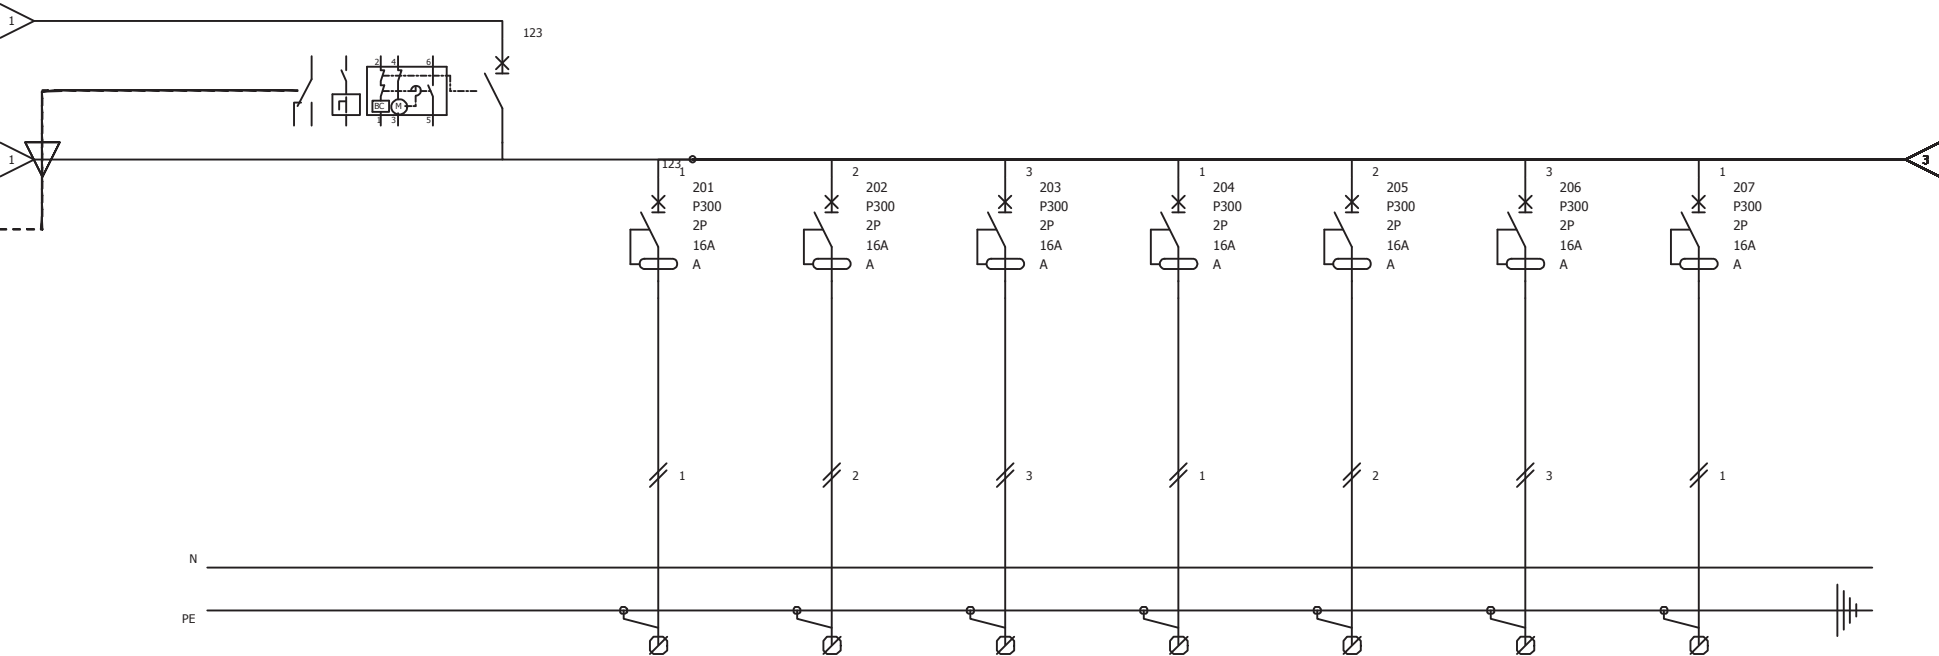 1
123
2 4 6
BC M
1 3 5
1
3
123
1 2 3 1 2 3 1
201 202 203 204 205 206 207
P300 P300 P300 P300 P300 P300 P300
2P 2P 2P 2P 2P 2P 2P
16A 16A 16A 16A 16A 16A 16A
A A A A A A A
1 2 3 1 2 3 1
N
PE